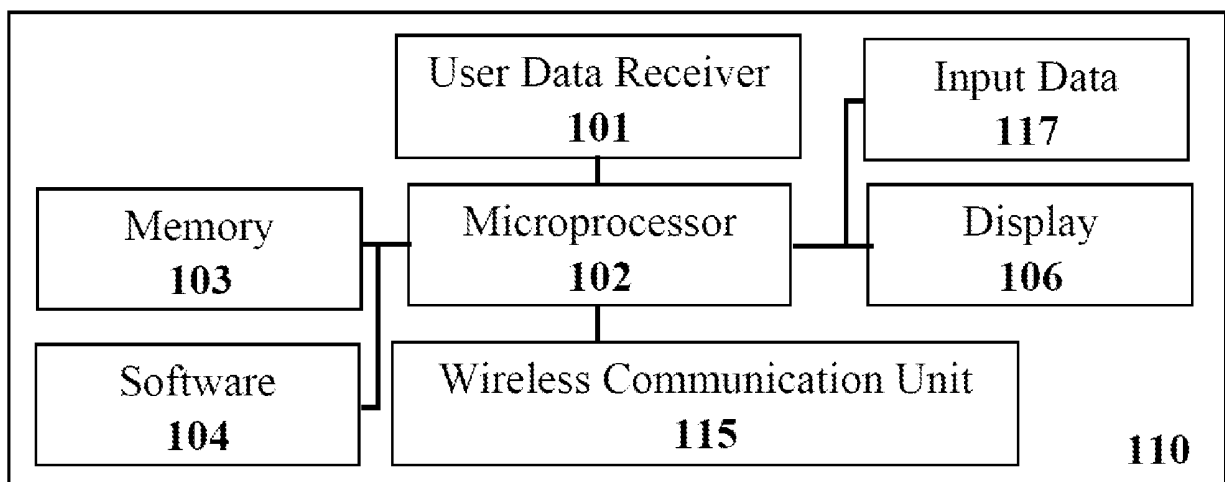 User Data Receiver
101
Input Data
117
Memory
103
Microprocessor
102
Display
106
Software
104
Wireless Communication Unit
115
110